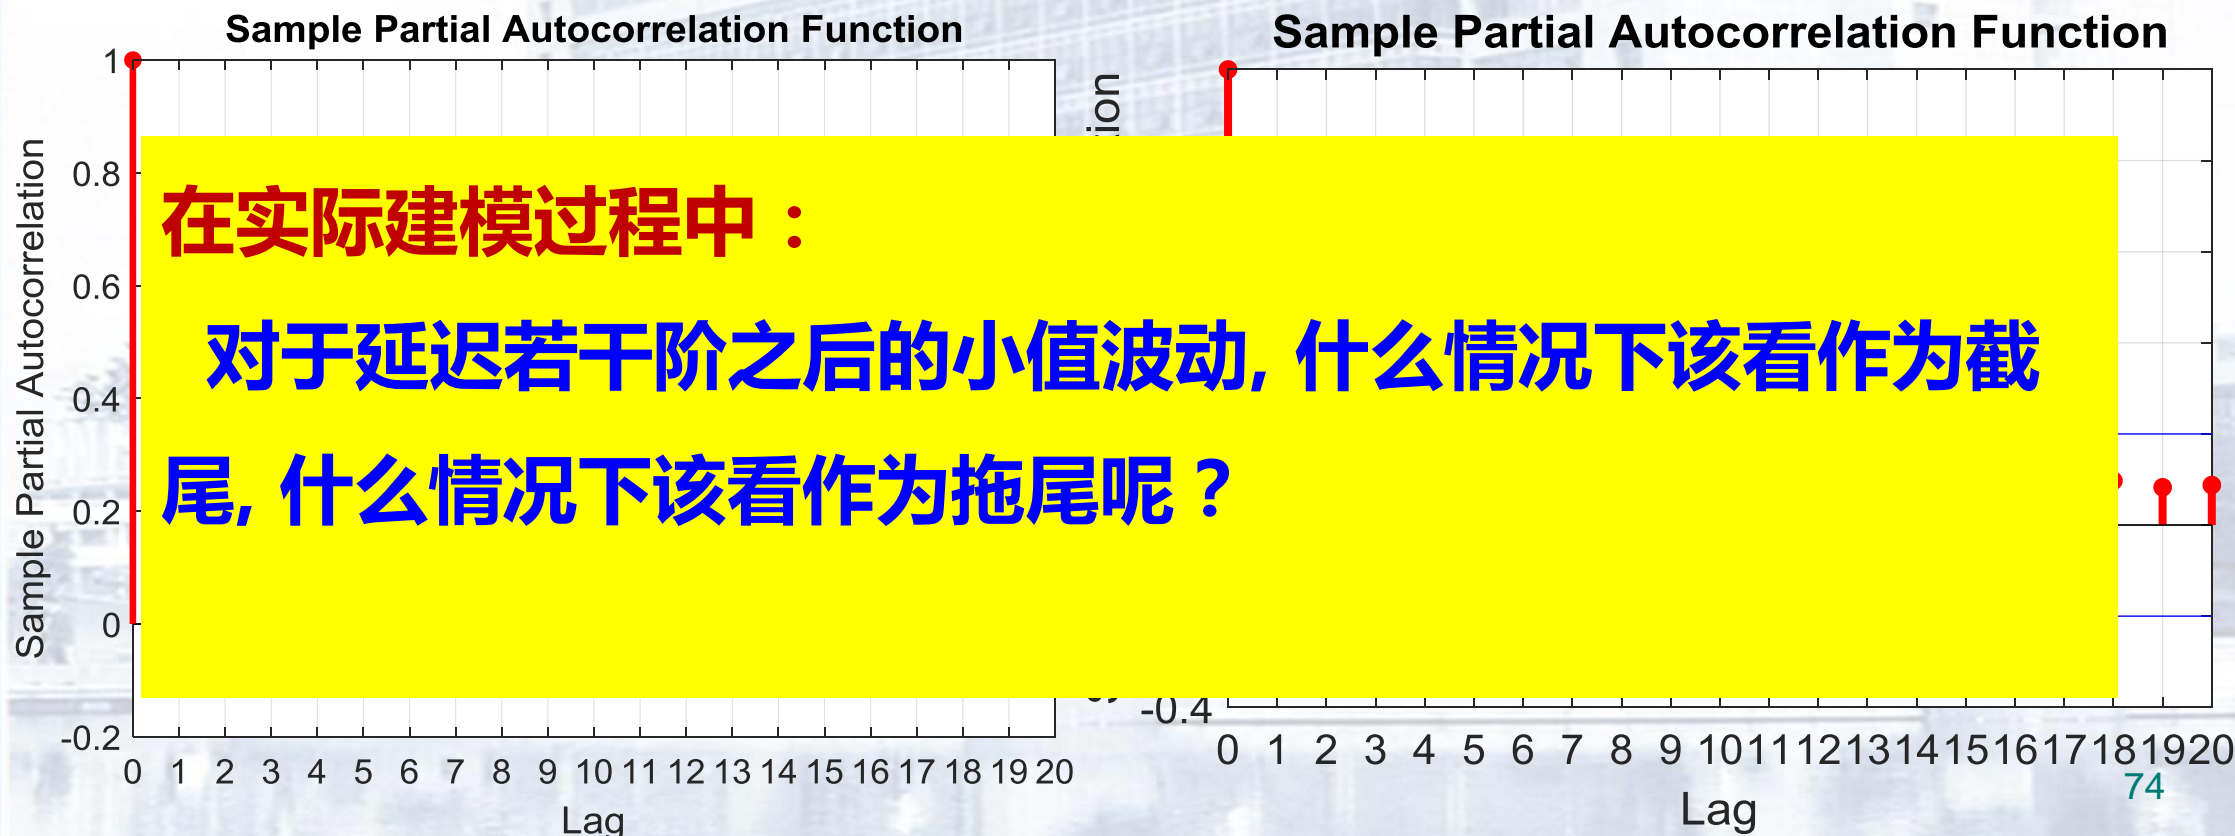 Sample Partial Autocorrelation Function
Sample Partial Autocorrelation
1
0.8
0.6
0.4
0.2
0
-0.2
0 1 2 3 4 5 6 7 8 9 10 11 12 13 14 15 16 17 18 19 20
Lag
Sample Partial Autocorrelation Function
-0.4
0 1 2 3 4 5 6 7 8 9 10 11 12 13 14 15 16 17 18 19 20
Lag
在实际建模过程中：
对于延迟若干阶之后的小值波动, 什么情况下该看作为截
尾, 什么情况下该看作为拖尾呢？
74